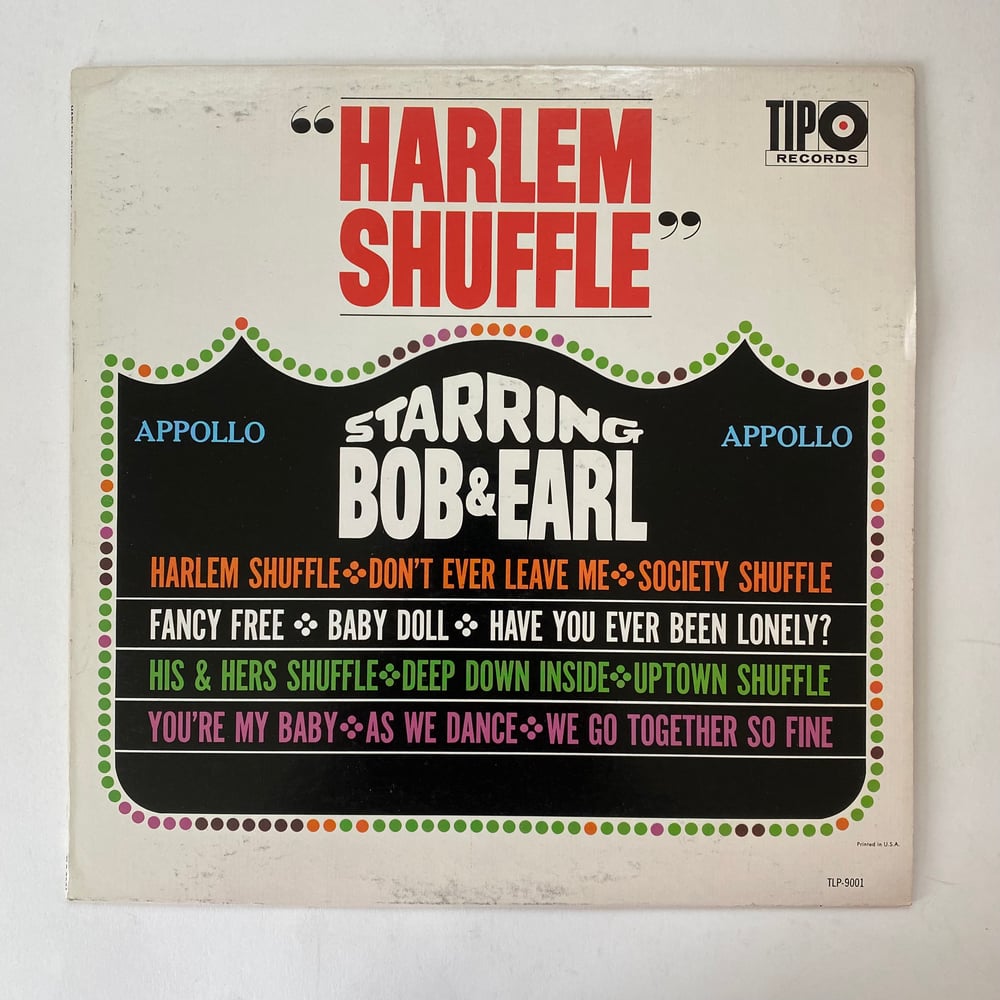 “HARLEM
SHUFFLE”
TIPO
RECORDS
APPOLLO
STARRING
BOB & EARL
APPOLLO
HARLEM SHUFFLE DON'T EVER LEAVE ME SOCIETY SHUFFLE
FANCY FREE BABY DOLL HAVE YOU EVER BEEN LONELY?
HIS & HERS SHUFFLE DEEP DOWN INSIDE UPTOWN SHUFFLE
YOU'RE MY BABY AS WE DANCE WE GO TOGETHER SO FINE
Printed in U.S.A.
TLP-9001